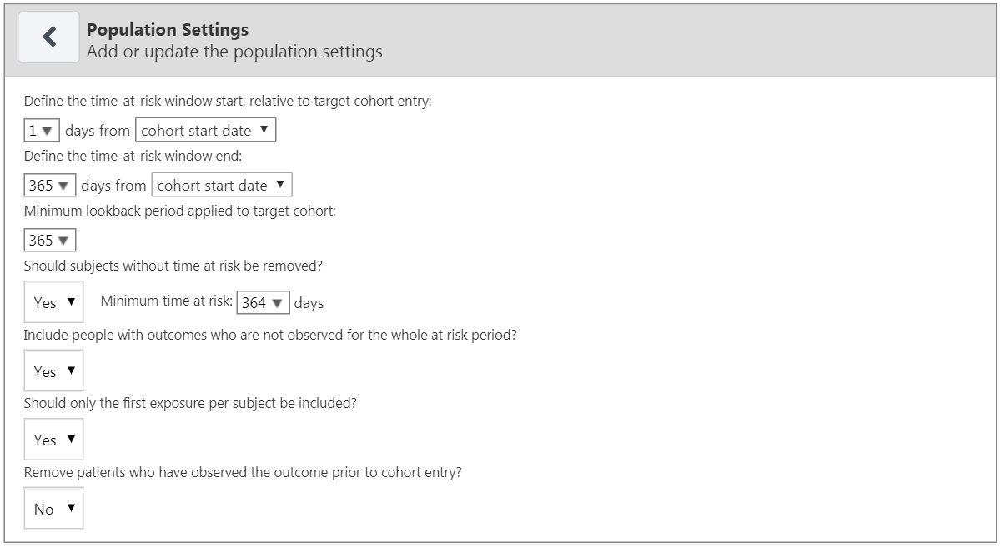 Population Settings
Add or update the population settings
Define the time-at-risk window start, relative to target cohort entry:
1 ▼ days from cohort start date ▼
Define the time-at-risk window end:
365 ▼ days from cohort start date ▼
Minimum lookback period applied to target cohort:
365 ▼
Should subjects without time at risk be removed?
Yes ▼ Minimum time at risk: 364 ▼ days
Include people with outcomes who are not observed for the whole at risk period?
Yes ▼
Should only the first exposure per subject be included?
Yes ▼
Remove patients who have observed the outcome prior to cohort entry?
No ▼